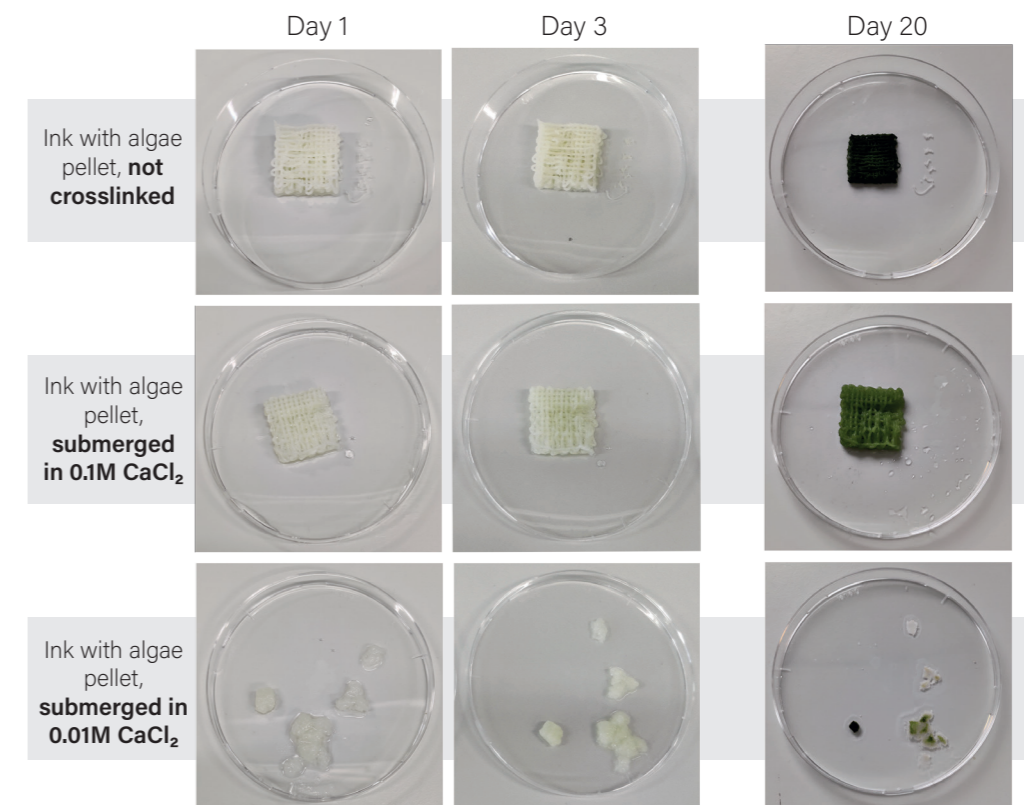 Day 1
Day 3
Day 20
Ink with algae
pellet, not
crosslinked
Ink with algae
pellet,
submerged
in 0.1M CaCl₂
Ink with algae
pellet,
submerged in
0.01M CaCl₂